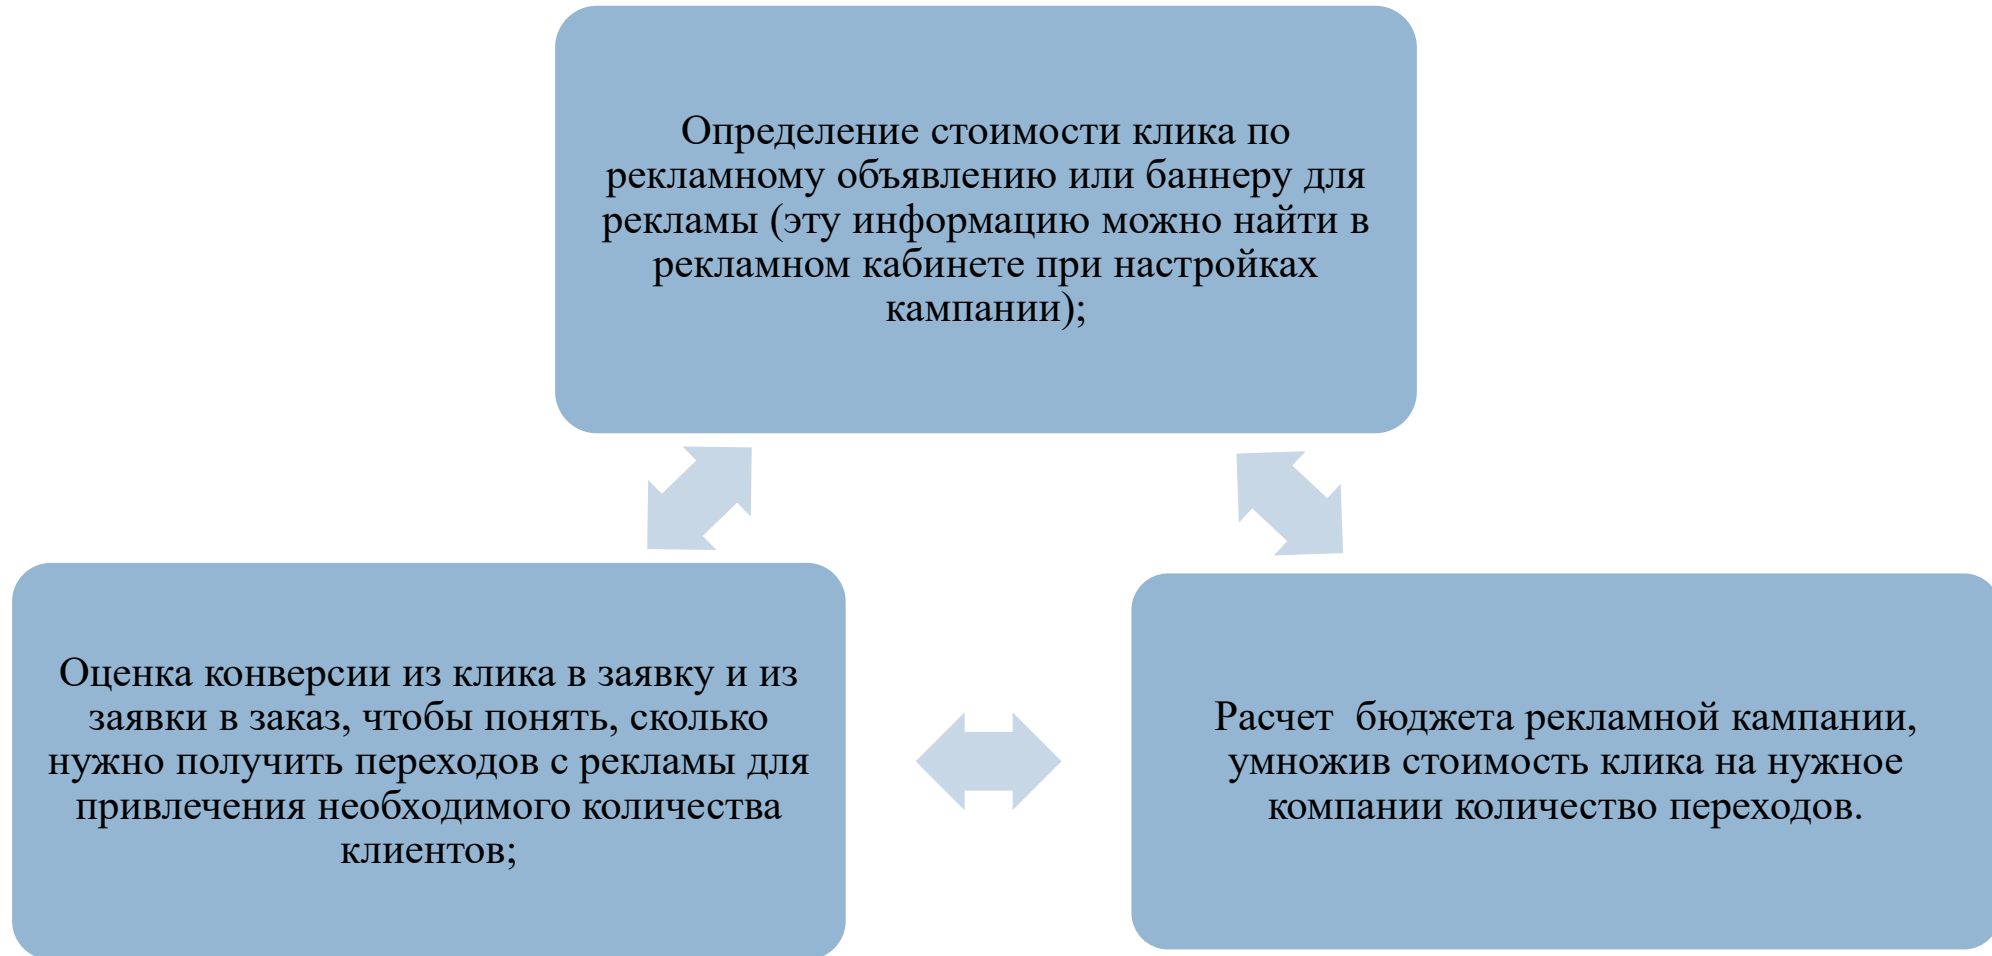 Определение стоимости клика по
рекламному объявлению или баннеру для
рекламы (эту информацию можно найти в
рекламном кабинете при настройках
кампании);
Оценка конверсии из клика в заявку и из
заявки в заказ, чтобы понять, сколько
нужно получить переходов с рекламы для
привлечения необходимого количества
клиентов;
Расчет  бюджета рекламной кампании,
умножив стоимость клика на нужное
компании количество переходов.